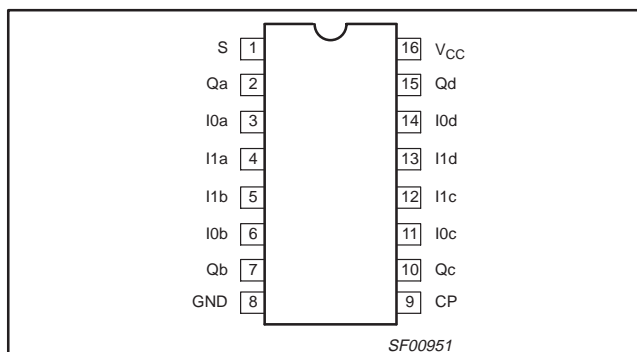 S 1 16 VCC
Qa 2 15 Qd
I0a 3 14 I0d
I1a 4 13 I1d
I1b 5 12 I1c
I0b 6 11 I0c
Qb 7 10 Qc
GND 8 9 CP
SF00951